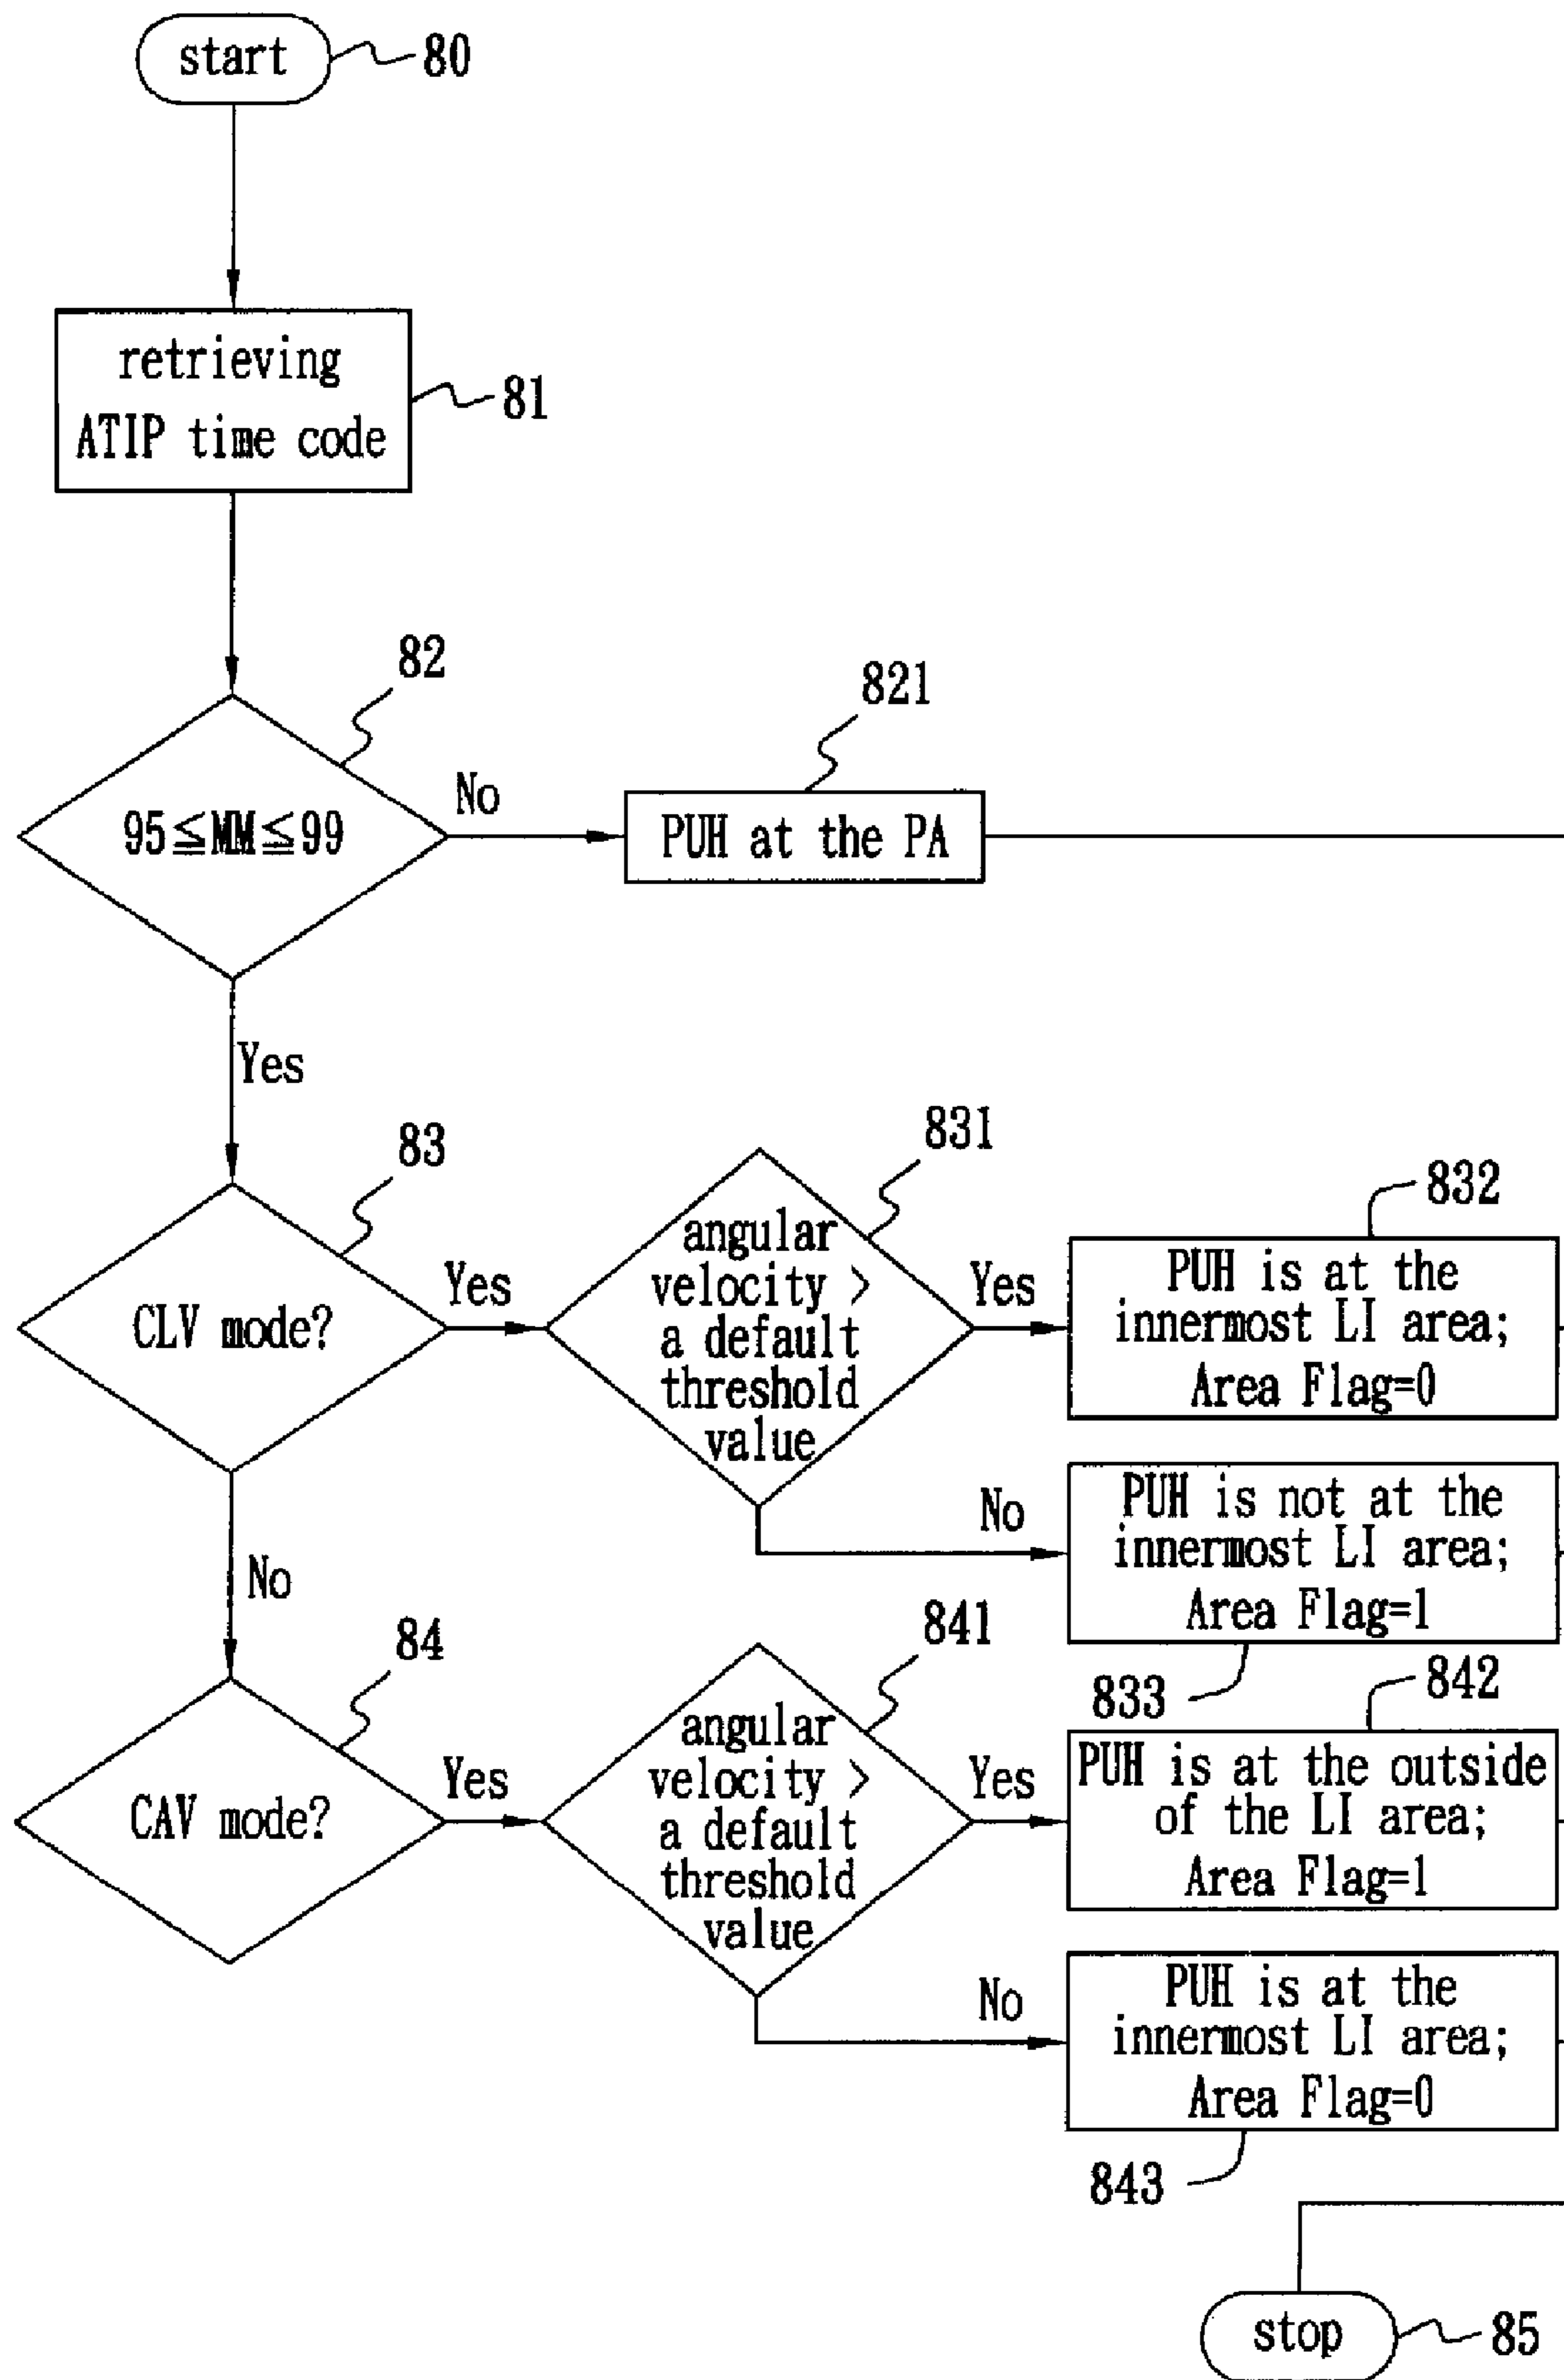 start
80
retrieving
ATIP time code
81
82
95≦MM≦99
No
821
PUH at the PA
Yes
83
CLV mode?
Yes
831
angular
velocity >
a default
threshold
value
Yes
832
PUH is at the
innermost LI area;
Area Flag=0
No
PUH is not at the
innermost LI area;
Area Flag=1
833
No
84
CAV mode?
Yes
841
angular
velocity >
a default
threshold
value
Yes
842
PUH is at the outside
of the LI area;
Area Flag=1
No
PUH is at the
innermost LI area;
Area Flag=0
843
stop
85